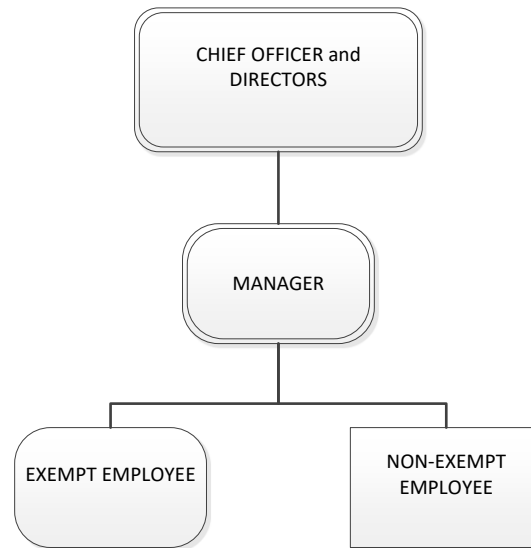 CHIEF OFFICER and
DIRECTORS
MANAGER
EXEMPT EMPLOYEE
NON-EXEMPT
EMPLOYEE